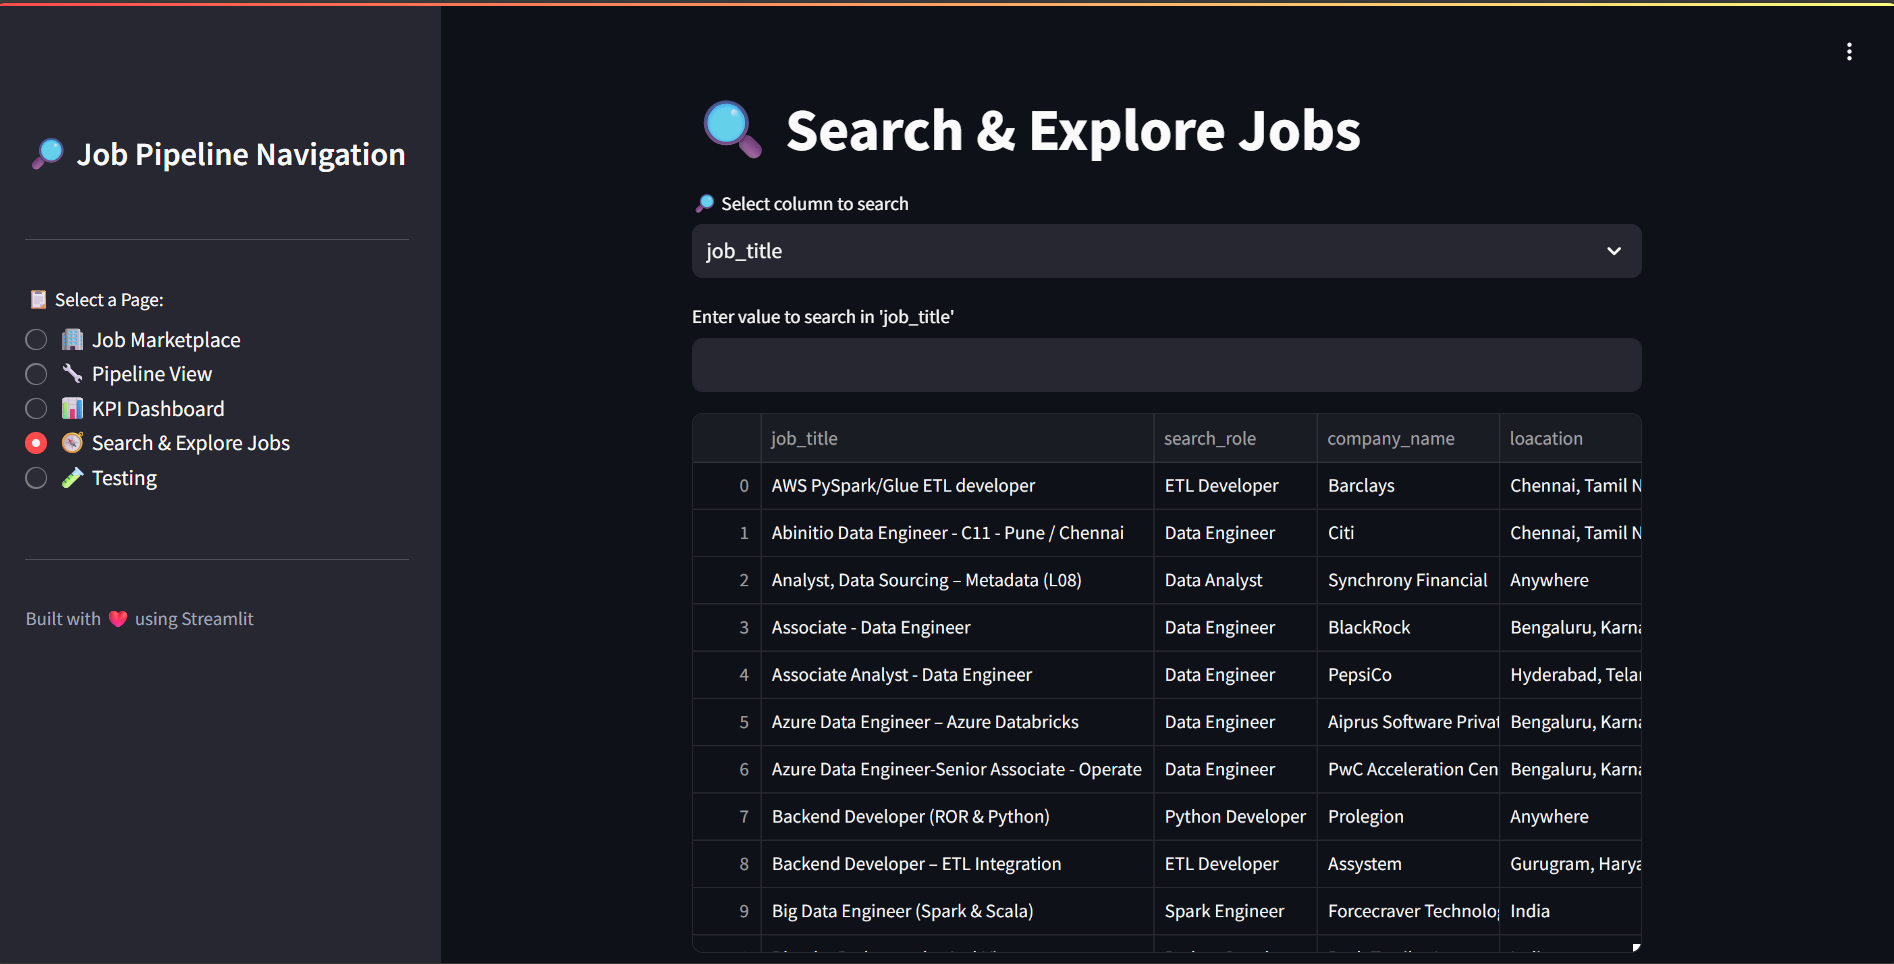 Job Pipeline Navigation
Select a Page:
Job Marketplace
Pipeline View
KPI Dashboard
Search & Explore Jobs
Testing
Built with using Streamlit
Search & Explore Jobs
Select column to search
job_title
Enter value to search in 'job_title'
job_title search_role company_name loacation
0 AWS PySpark/Glue ETL developer ETL Developer Barclays Chennai, Tamil N
1 Abinitio Data Engineer - C11 - Pune / Chennai Data Engineer Citi Chennai, Tamil N
2 Analyst, Data Sourcing – Metadata (L08) Data Analyst Synchrony Financial Anywhere
3 Associate - Data Engineer Data Engineer BlackRock Bengaluru, Karna
4 Associate Analyst - Data Engineer Data Engineer PepsiCo Hyderabad, Telan
5 Azure Data Engineer – Azure Databricks Data Engineer Aiprus Software Privat Bengaluru, Karna
6 Azure Data Engineer-Senior Associate - Operate Data Engineer PwC Acceleration Cen Bengaluru, Karna
7 Backend Developer (ROR & Python) Python Developer Prolegion Anywhere
8 Backend Developer – ETL Integration ETL Developer Assystem Gurugram, Harya
9 Big Data Engineer (Spark & Scala) Spark Engineer Forcecraver Technolog India